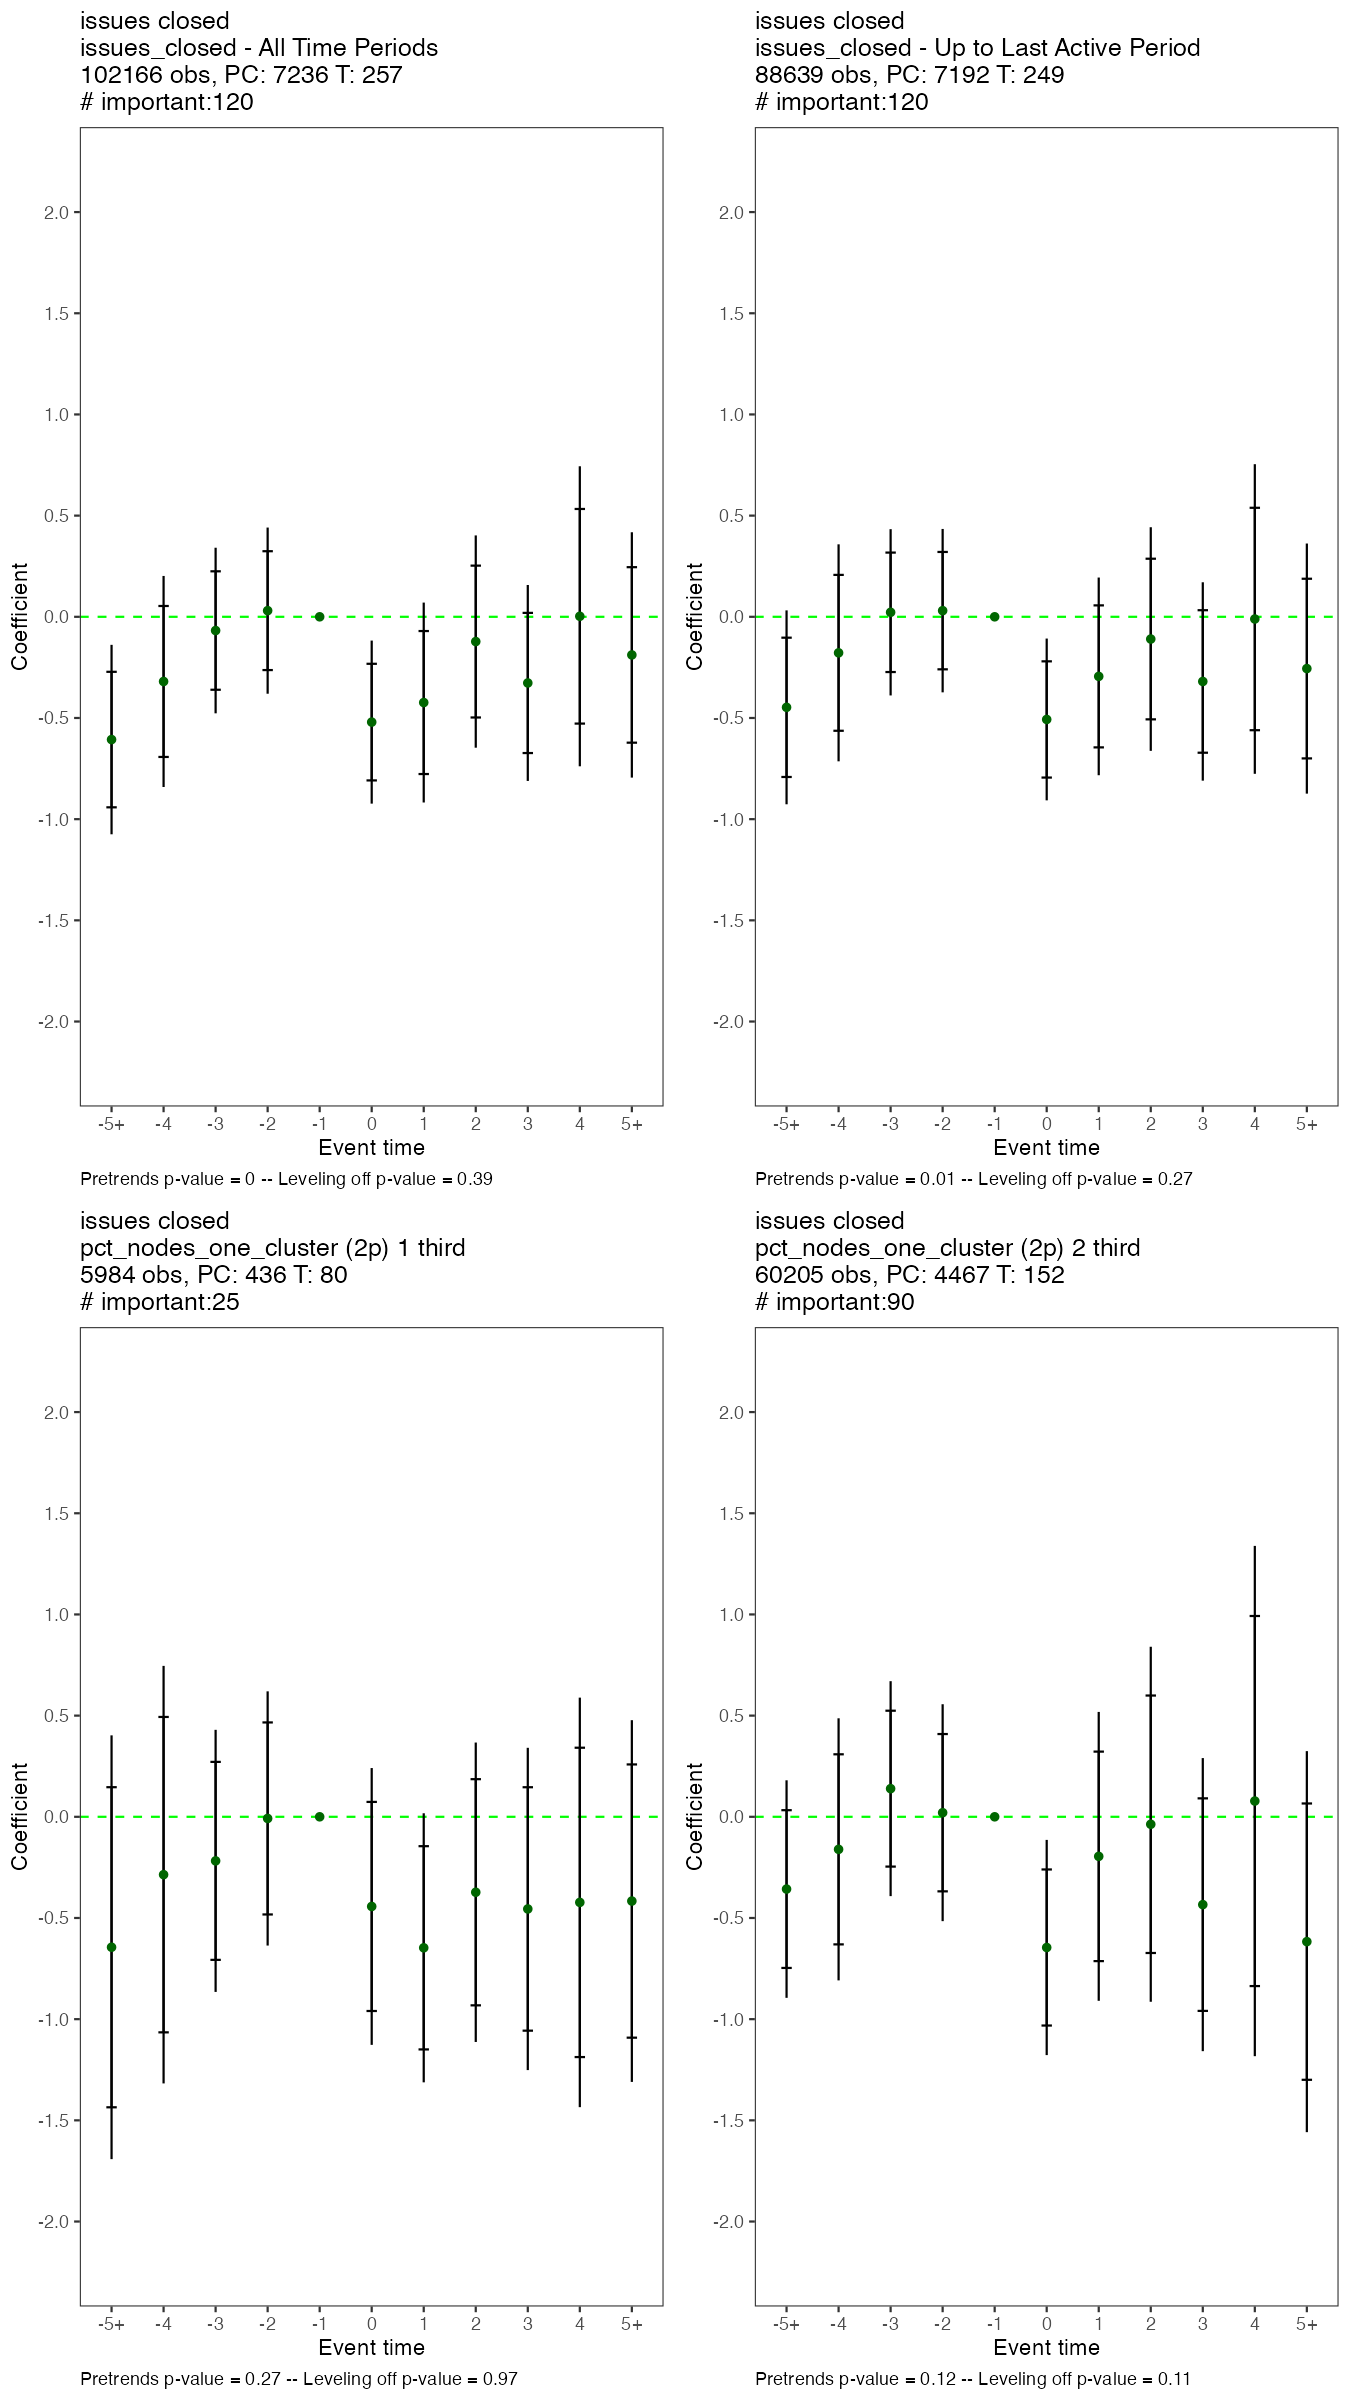 issues closed
issues_closed - All Time Periods
102166 obs, PC: 7236 T: 257
# important:120
2.0
1.5
1.0
0.5
0.0
-0.5
-1.0
-1.5
-2.0
Coefficient
-5+ -4 -3 -2 -1 0 1 2 3 4 5+
Event time
Pretrends p-value = 0 -- Leveling off p-value = 0.39
issues closed
issues_closed - Up to Last Active Period
88639 obs, PC: 7192 T: 249
# important:120
2.0
1.5
1.0
0.5
0.0
-0.5
-1.0
-1.5
-2.0
Coefficient
-5+ -4 -3 -2 -1 0 1 2 3 4 5+
Event time
Pretrends p-value = 0.01 -- Leveling off p-value = 0.27
issues closed
pct_nodes_one_cluster (2p) 1 third
5984 obs, PC: 436 T: 80
# important:25
2.0
1.5
1.0
0.5
0.0
-0.5
-1.0
-1.5
-2.0
Coefficient
-5+ -4 -3 -2 -1 0 1 2 3 4 5+
Event time
Pretrends p-value = 0.27 -- Leveling off p-value = 0.97
issues closed
pct_nodes_one_cluster (2p) 2 third
60205 obs, PC: 4467 T: 152
# important:90
2.0
1.5
1.0
0.5
0.0
-0.5
-1.0
-1.5
-2.0
Coefficient
-5+ -4 -3 -2 -1 0 1 2 3 4 5+
Event time
Pretrends p-value = 0.12 -- Leveling off p-value = 0.11